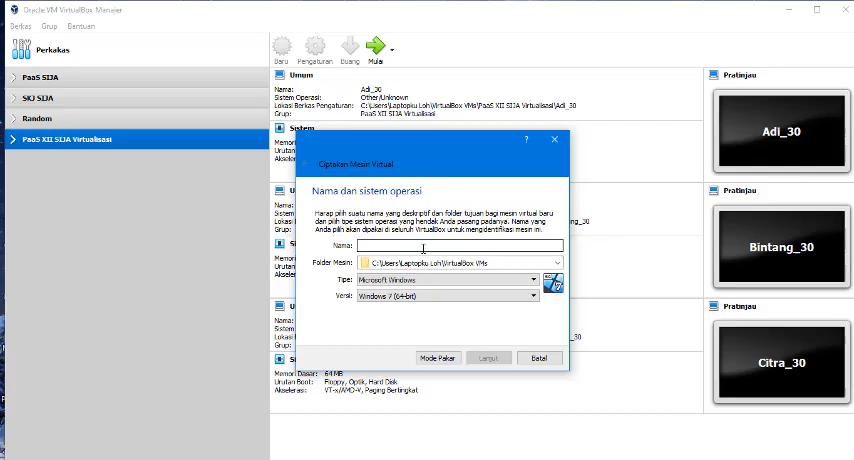 Oracle VM VirtualBox Manajer
Berkas Grup Bantuan
Perkakas
Baru Pengaturan Buang Mulai
PaaS SIJA
SKJ SIJA
Random
PaaS XII SIJA Virtualisasi
Umum
Nama: Adi_30
Sistem Operasi: Other/Unknown
Lokasi Berkas Pengaturan: C:\Users\Laptopku Loh\VirtualBox VMs\PaaS XII SIJA Virtualisasi\Adi_30
Grup: PaaS XII SIJA Virtualisasi
Sistem
Ciptakan Mesin Virtual
Nama dan sistem operasi
Harap pilih suatu nama yang deskriptif dan folder tujuan bagi mesin virtual baru
dan pilih tipe sistem operasi yang hendak Anda pasang padanya. Nama yang
Anda pilih akan dipakai di seluruh VirtualBox untuk mengidentifikasi mesin ini.
Nama:
Folder Mesin: C:\Users\Laptopku Loh\VirtualBox VMs
Tipe: Microsoft Windows
Versi: Windows 7 (64-bit)
Mode Pakar Lanjut Batal
Memori Dasar: 64 MB
Urutan Boot: Floppy, Optik, Hard Disk
Akselerasi: VT-x/AMD-V, Paging Bertingkat
Pratinjau
Adi_30
Pratinjau
Bintang_30
Pratinjau
Citra_30